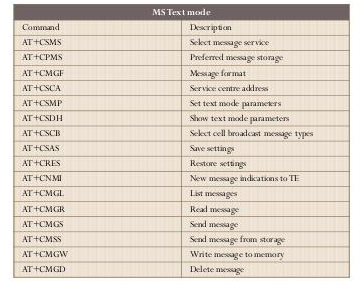 MS Text mode
Command Description
AT+CSMS Select message service
AT+CPMS Preferred message storage
AT+CMGF Message format
AT+CSCA Service centre address
AT+CSMP Set text mode parameters
AT+CSDH Show text mode parameters
AT+CSCB Select cell broadcast message types
AT+CSAS Save settings
AT+CRES Restore settings
AT+CNMI New message indications to TE
AT+CMGL List messages
AT+CMGR Read message
AT+CMGS Send message
AT+CMSS Send message from storage
AT+CMGW Write message to memory
AT+CMGD Delete message